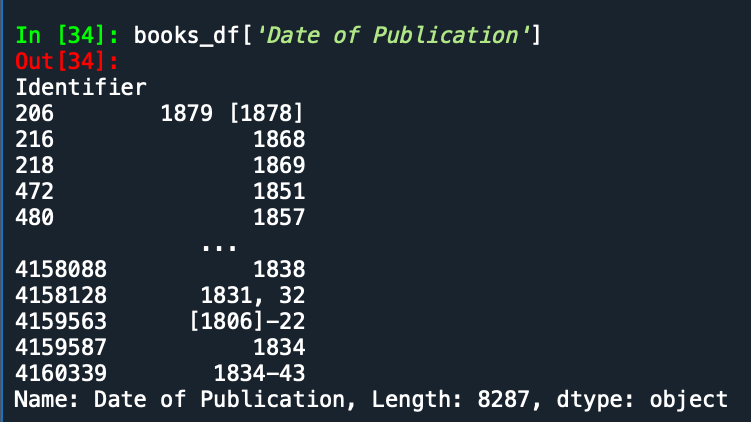 In [34]: books_df['Date of Publication']
Out[34]:
Identifier
206        1879 [1878]
216               1868
218               1869
472               1851
480               1857
              ...
4158088           1838
4158128       1831, 32
4159563      [1806]-22
4159587           1834
4160339        1834-43
Name: Date of Publication, Length: 8287, dtype: object